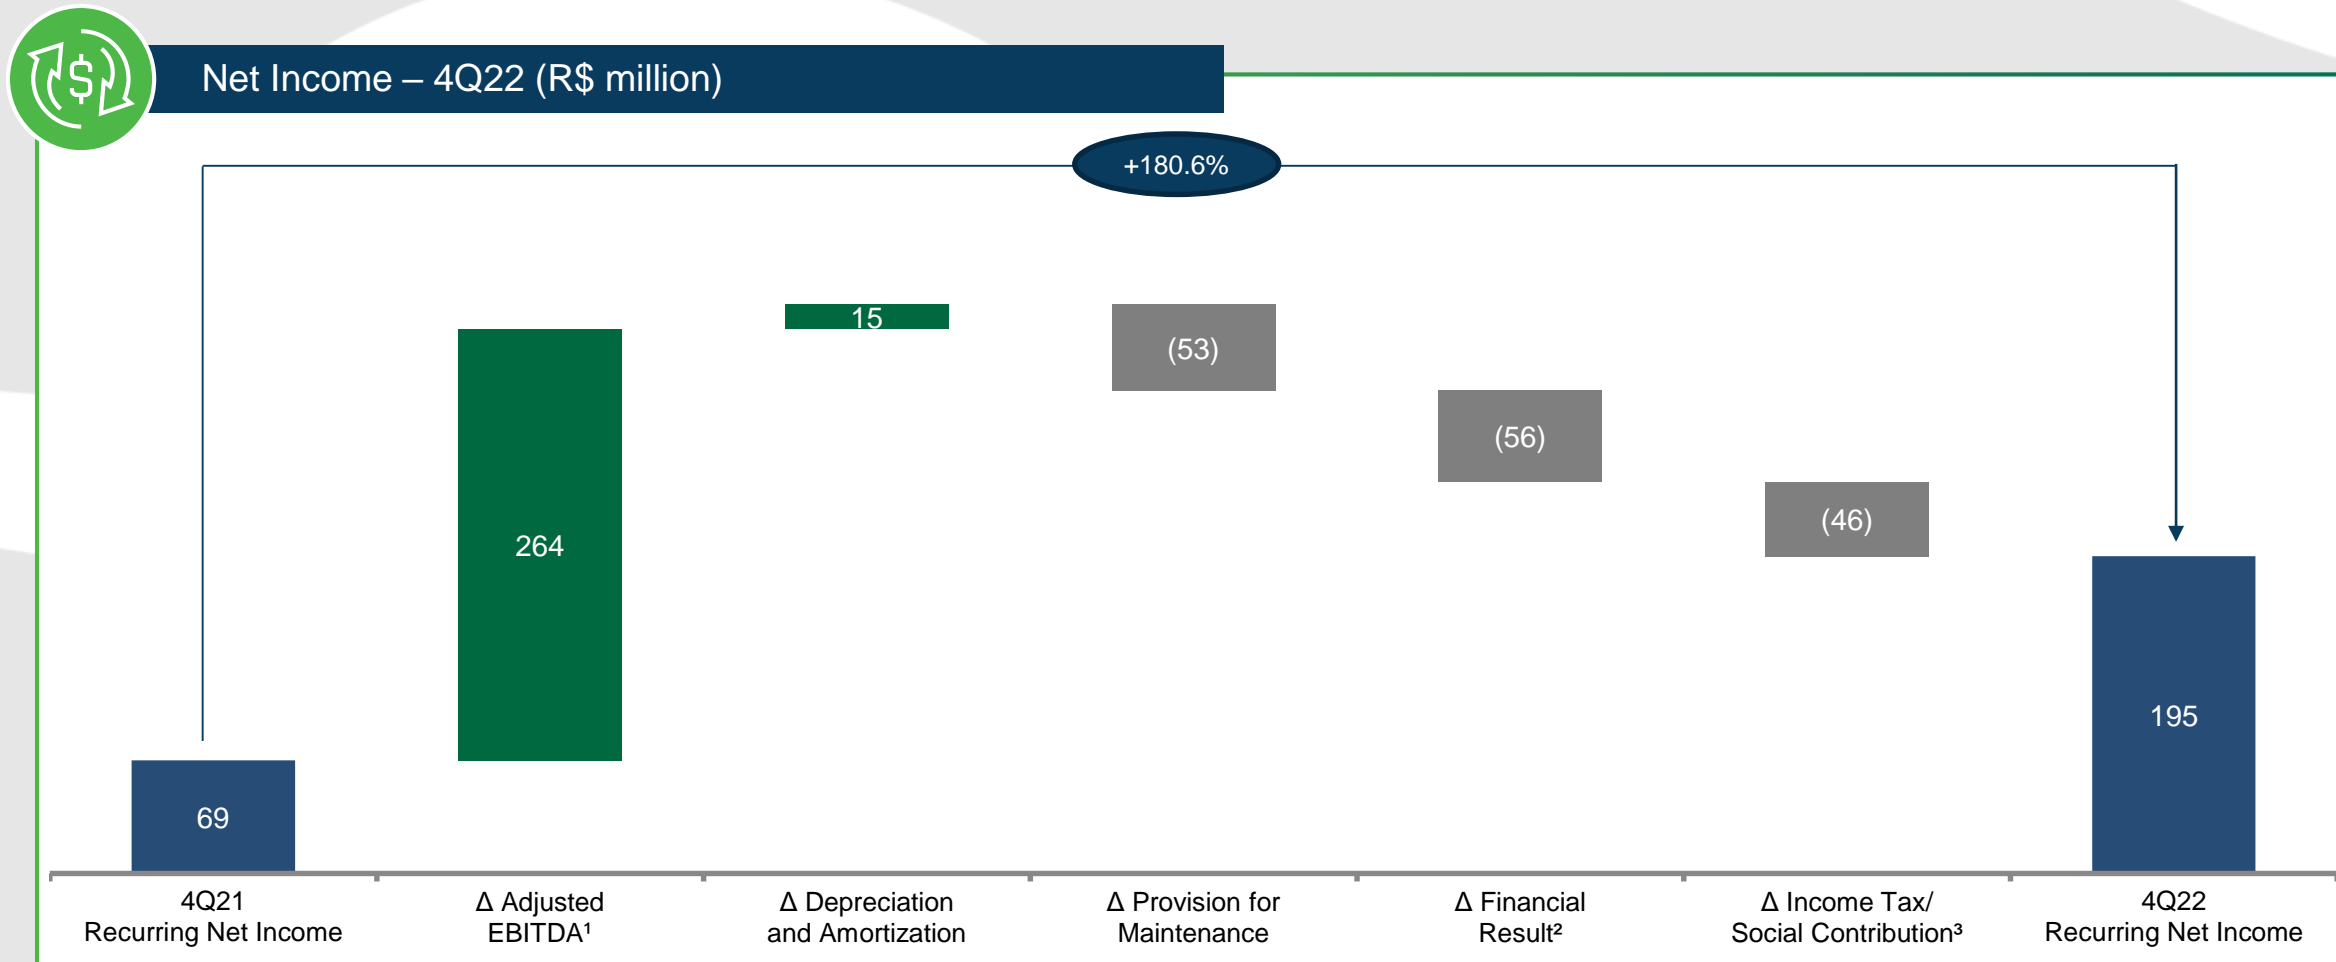 $
Net Income – 4Q22 (R$ million)
+180.6%
15
(53)
(56)
(46)
264
195
69
4Q21
Recurring Net Income
Δ Adjusted
EBITDA¹
Δ Depreciation
and Amortization
Δ Provision for
Maintenance
Δ Financial
Result²
Δ Income Tax/
Social Contribution³
4Q22
Recurring Net Income